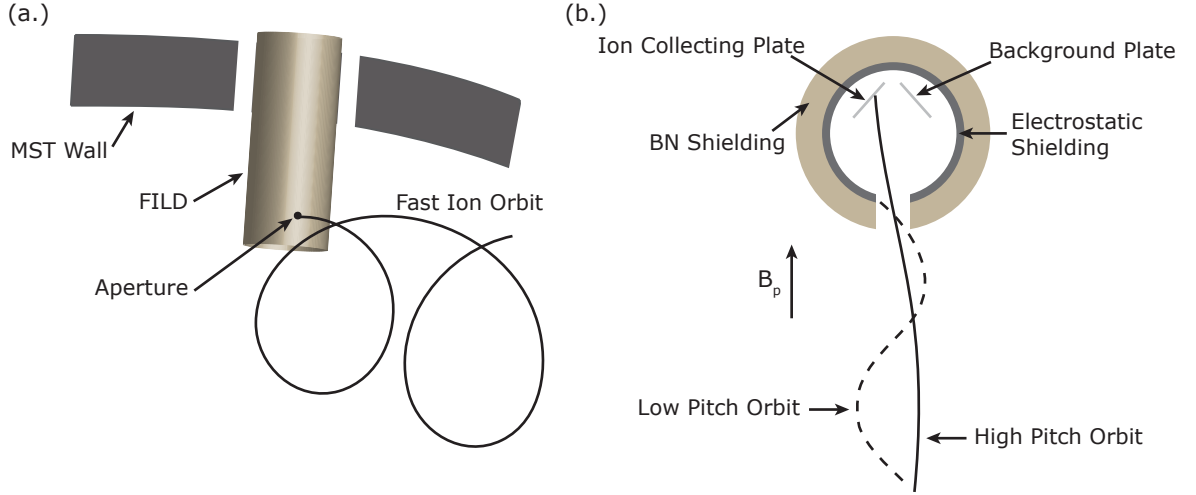 (a.)
MST Wall
FILD
Fast Ion Orbit
Aperture
(b.)
Ion Collecting Plate
Background Plate
BN Shielding
Electrostatic
Shielding
Bp
Low Pitch Orbit
High Pitch Orbit